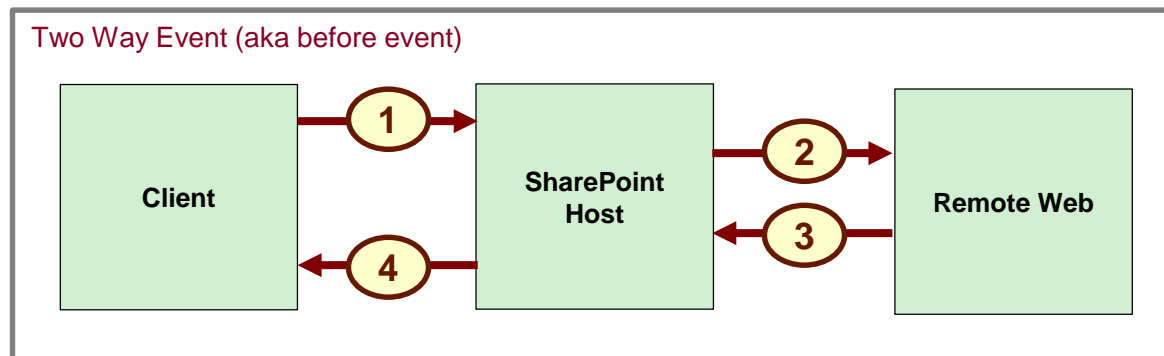 Two Way Event (aka before event)
1
2
Client
SharePoint
Host
Remote Web
3
4